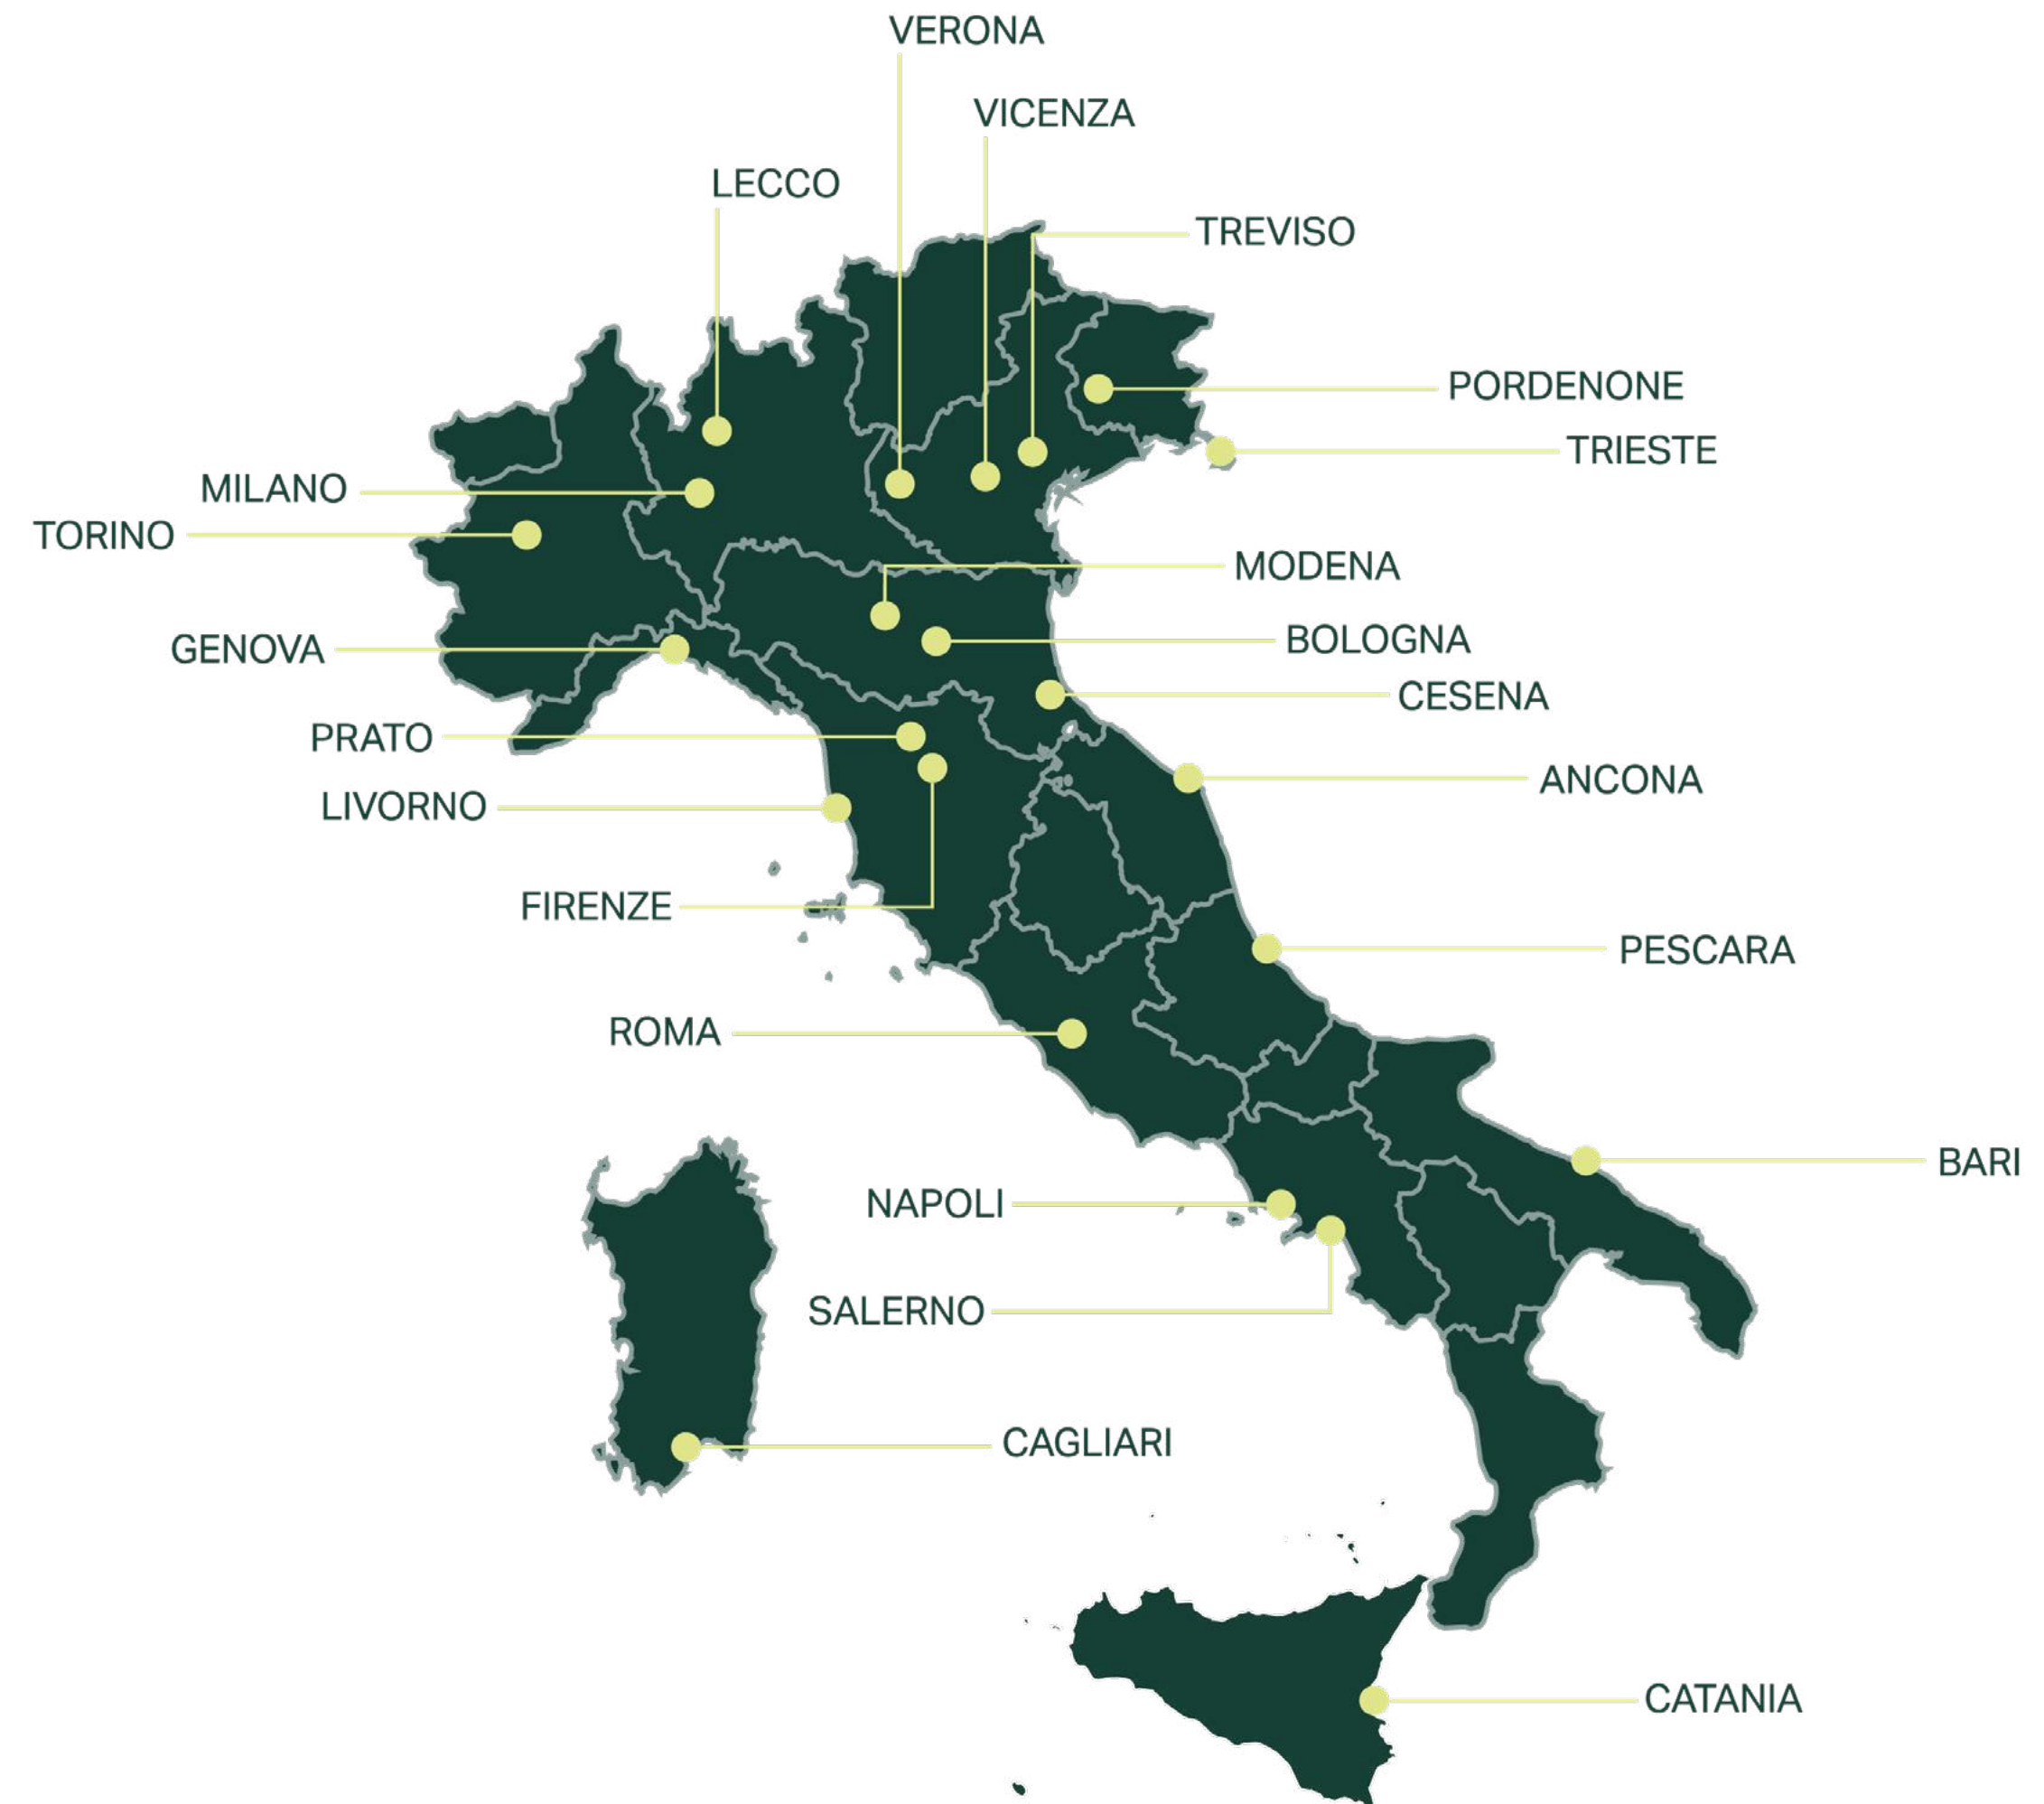 VERONA
VICENZA
LECCO
TREVISO
PORDENONE
TRIESTE
MILANO
TORINO
MODENA
BOLOGNA
GENOVA
CESENA
PRATO
ANCONA
LIVORNO
FIRENZE
PESCARA
ROMA
BARI
NAPOLI
SALERNO
CAGLIARI
CATANIA